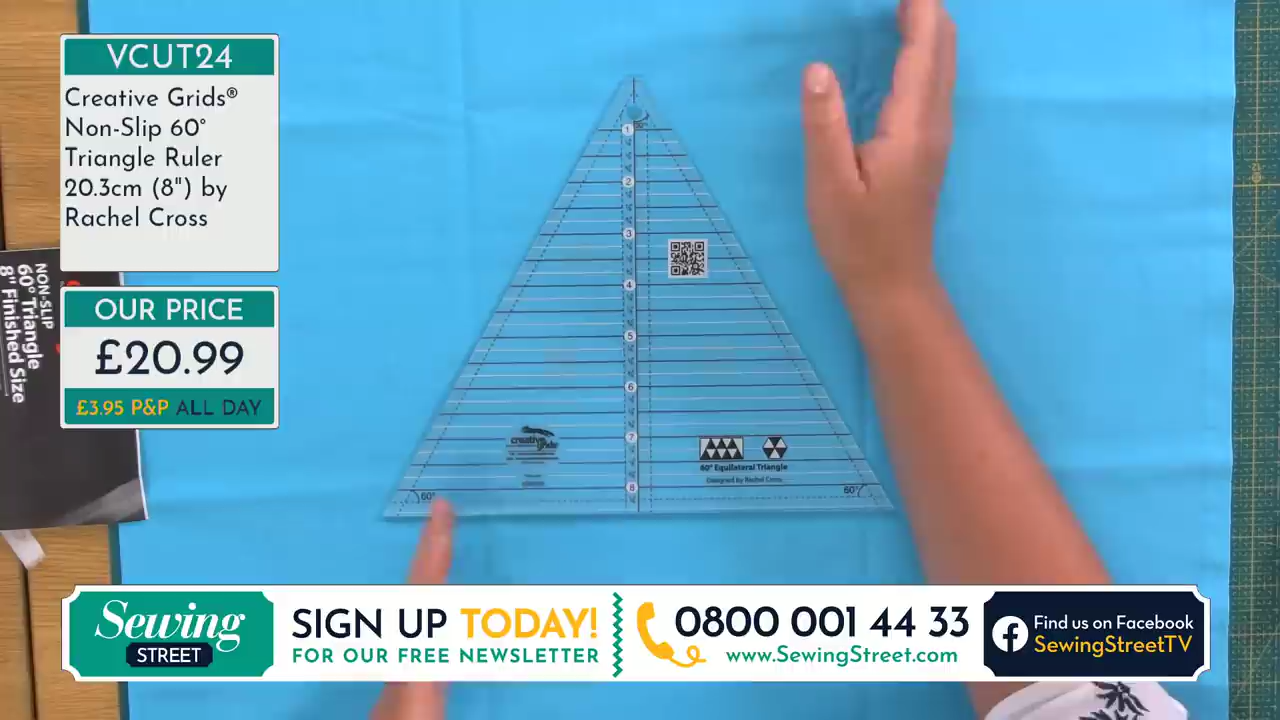 VCUT24
Creative Grids®
Non-Slip 60°
Triangle Ruler
20.3cm (8") by
Rachel Cross
OUR PRICE
£20.99
£3.95 P&P ALL DAY
NON-SLIP
60° Triangle
8" Finished Size
1
2
3
4
5
6
7
8
creative grids
60° Equilateral Triangle
Designed by Rachel Cross
60°
60°
12
Sewing
STREET
SIGN UP TODAY!
FOR OUR FREE NEWSLETTER
0800 001 44 33
www.SewingStreet.com
Find us on Facebook
SewingStreetTV